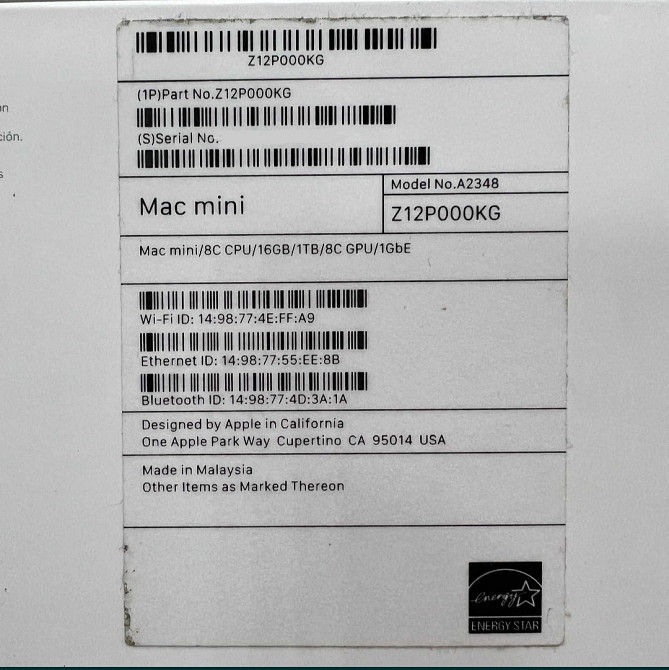 Z12P000KG
(1P)Part No.Z12P000KG
(S)Serial No.
Mac mini
Model No.A2348
Z12P000KG
Mac mini/8C CPU/16GB/1TB/8C GPU/1GbE
Wi-Fi ID: 14:98:77:4E:FF:A9
Ethernet ID: 14:98:77:55:EE:8B
Bluetooth ID: 14:98:77:4D:3A:1A
Designed by Apple in California
One Apple Park Way Cupertino CA 95014 USA
Made in Malaysia
Other Items as Marked Thereon
energy
ENERGY STAR